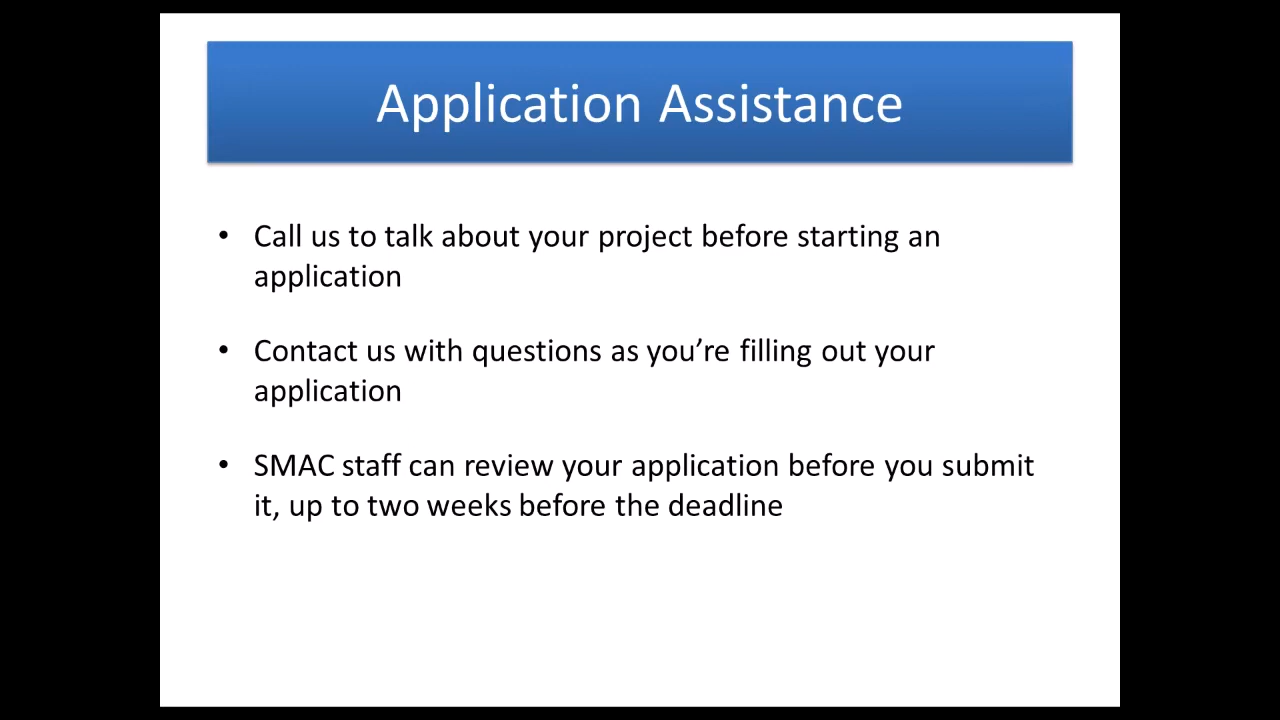 Application Assistance
• Call us to talk about your project before starting an
application
• Contact us with questions as you’re filling out your
application
• SMAC staff can review your application before you submit
it, up to two weeks before the deadline